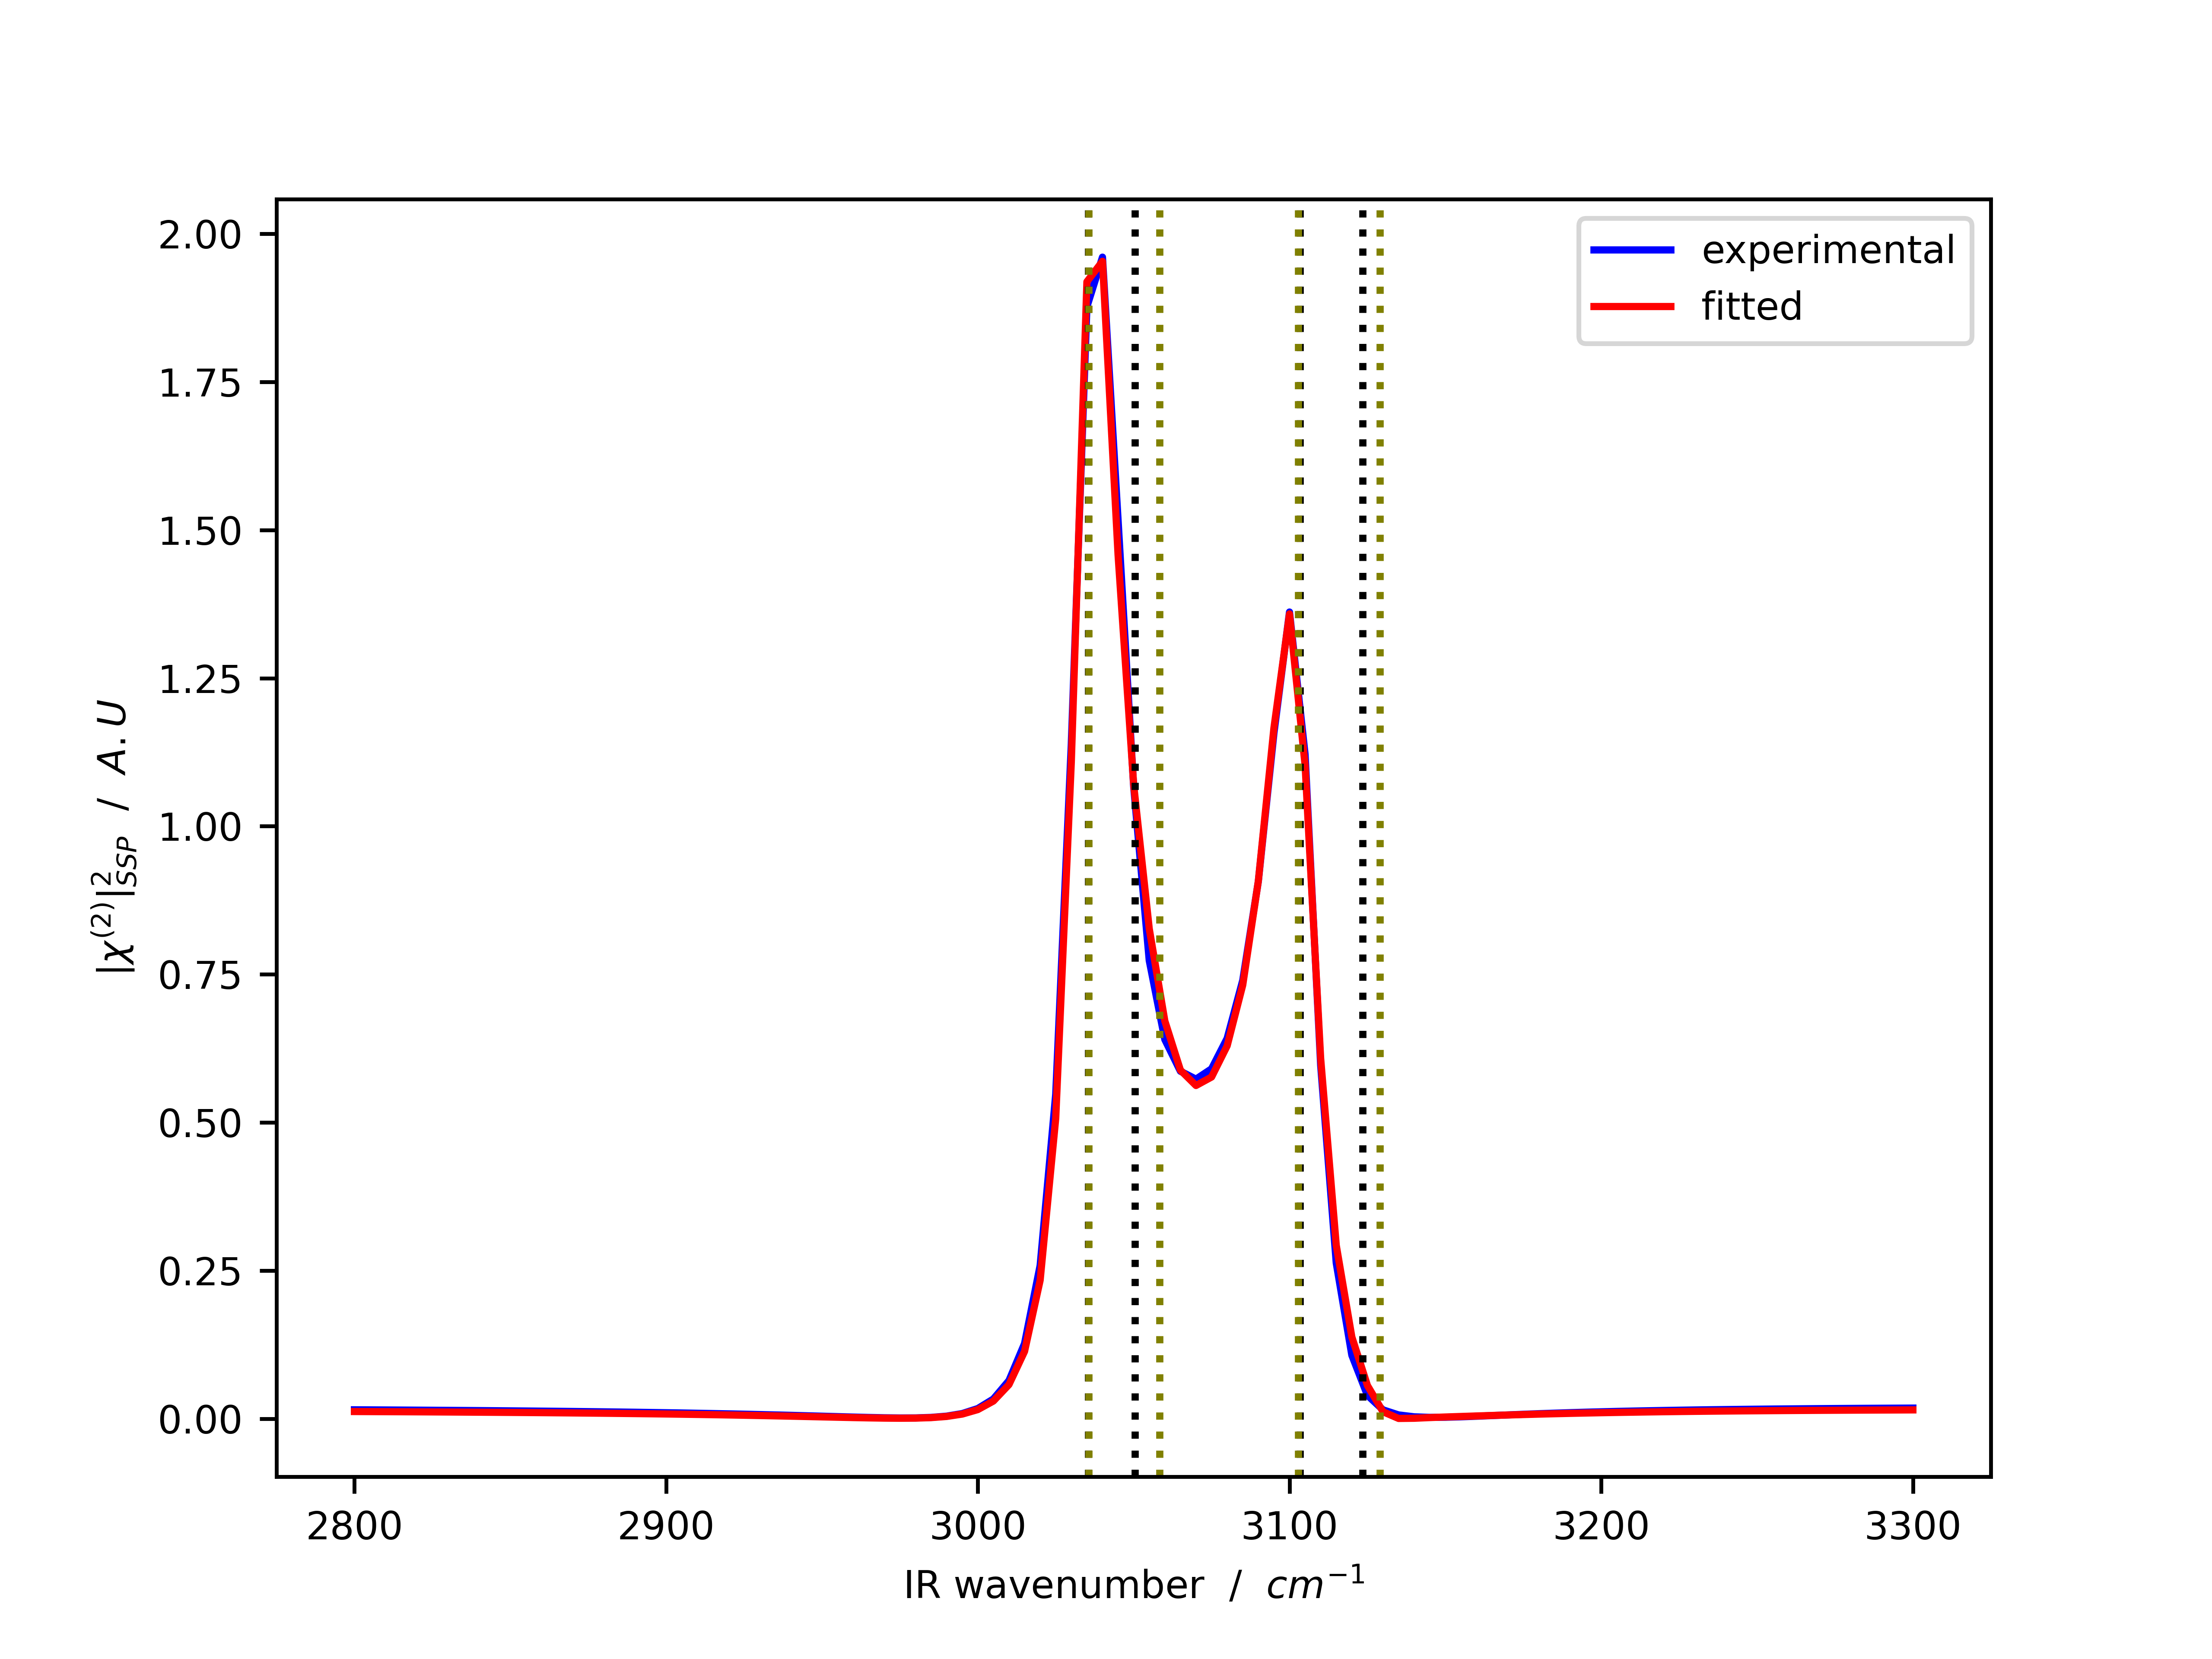 experimental
fitted
2.00
1.75
1.50
1.25
1.00
0.75
0.50
0.25
0.00
|χ⁽²⁾|²_SSP / A.U
2800 2900 3000 3100 3200 3300
IR wavenumber / cm⁻¹